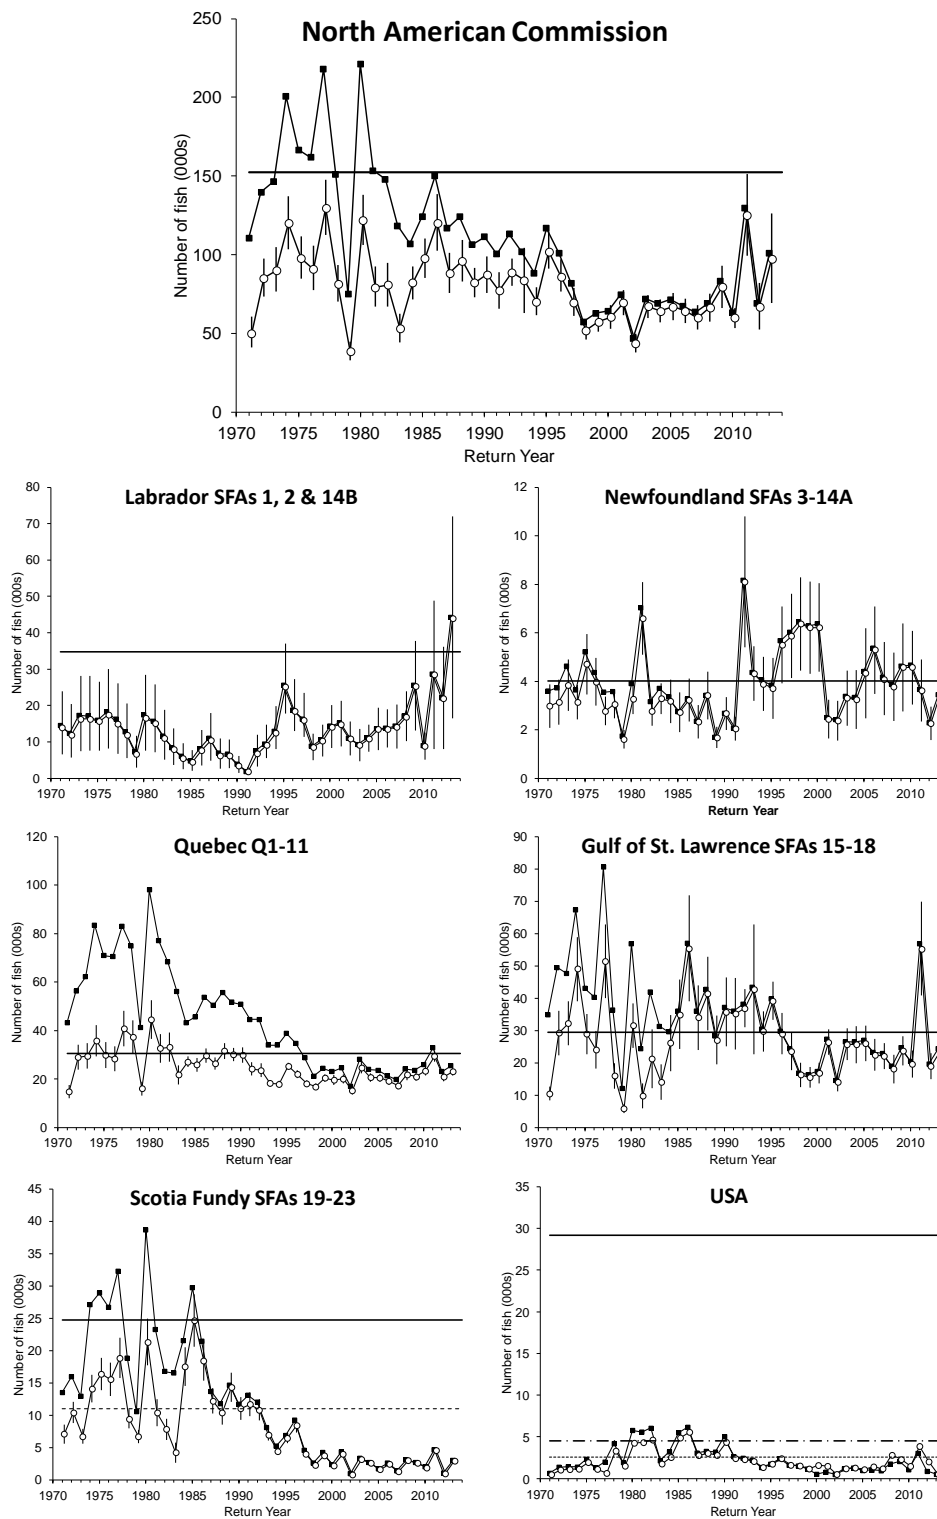 North American Commission
Number of fish (000s)
250
200
150
100
50
0
1970 1975 1980 1985 1990 1995 2000 2005 2010
Return Year
Labrador SFAs 1, 2 & 14B
Number of fish (000s)
80
70
60
50
40
30
20
10
0
1970 1975 1980 1985 1990 1995 2000 2005 2010
Return Year
Newfoundland SFAs 3-14A
Number of fish (000s)
12
10
8
6
4
2
0
1970 1975 1980 1985 1990 1995 2000 2005 2010
Return Year
Quebec Q1-11
Number of fish (000s)
120
100
80
60
40
20
0
1970 1975 1980 1985 1990 1995 2000 2005 2010
Return Year
Gulf of St. Lawrence SFAs 15-18
Number of fish (000s)
90
80
70
60
50
40
30
20
10
0
1970 1975 1980 1985 1990 1995 2000 2005 2010
Return Year
Scotia Fundy SFAs 19-23
Number of fish (000s)
45
40
35
30
25
20
15
10
5
0
1970 1975 1980 1985 1990 1995 2000 2005 2010
Return Year
USA
Number of fish (000s)
35
30
25
20
15
10
5
0
1970 1975 1980 1985 1990 1995 2000 2005 2010
Return Year